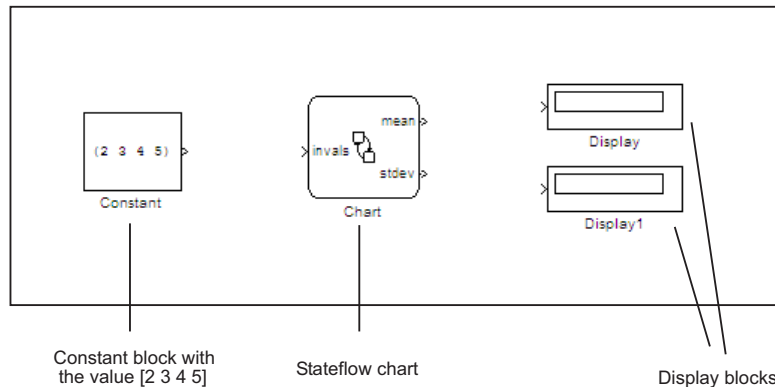 (2 3 4 5)
Constant
invals
mean
stdev
Chart
Display
Display1
Constant block with
the value [2 3 4 5]
Stateflow chart
Display blocks